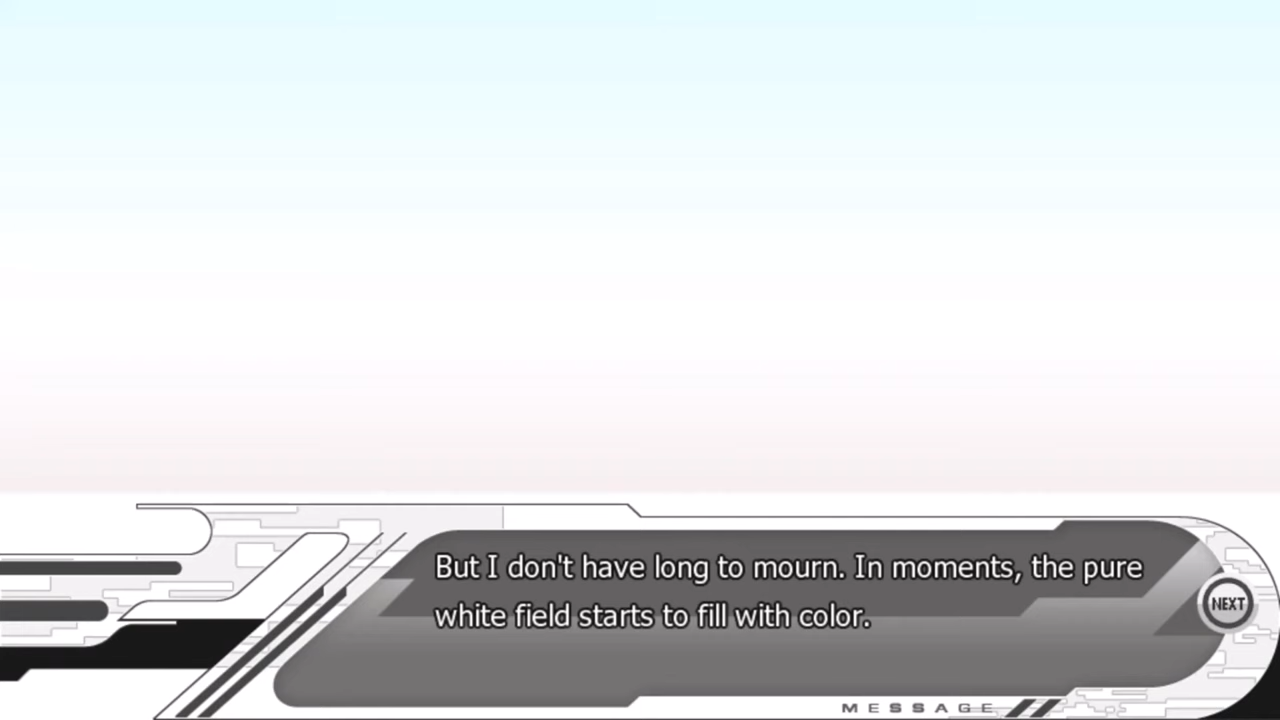 But I don't have long to mourn. In moments, the pure
white field starts to fill with color.
NEXT
MESSAGE